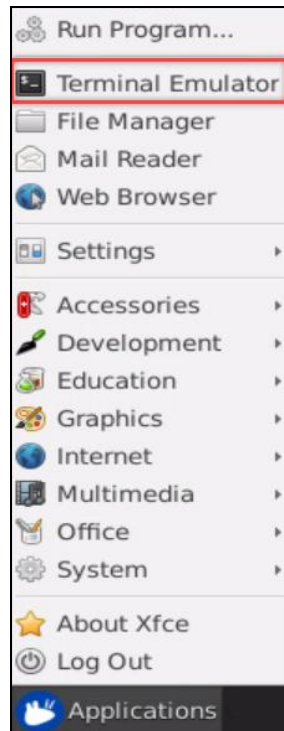 Run Program...
Terminal Emulator
File Manager
Mail Reader
Web Browser
Settings
Accessories
Development
Education
Graphics
Internet
Multimedia
Office
System
About Xfce
Log Out
Applications